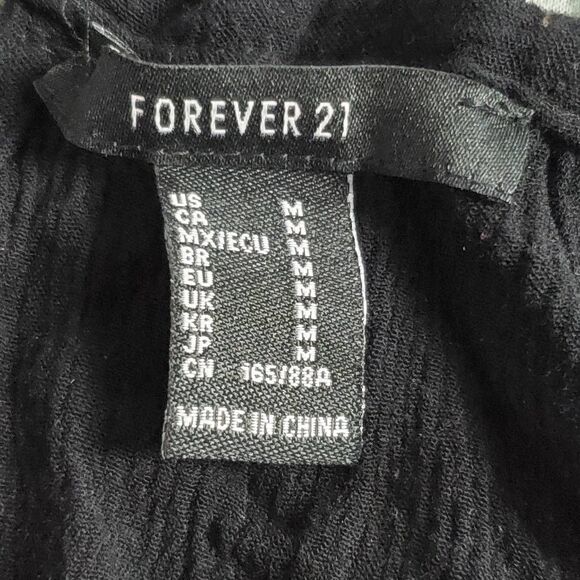 FOREVER 21
US M
CA M
MX|ECU M
BR M
EU M
UK M
KR M
JP M
CN 165/88A
MADE IN CHINA